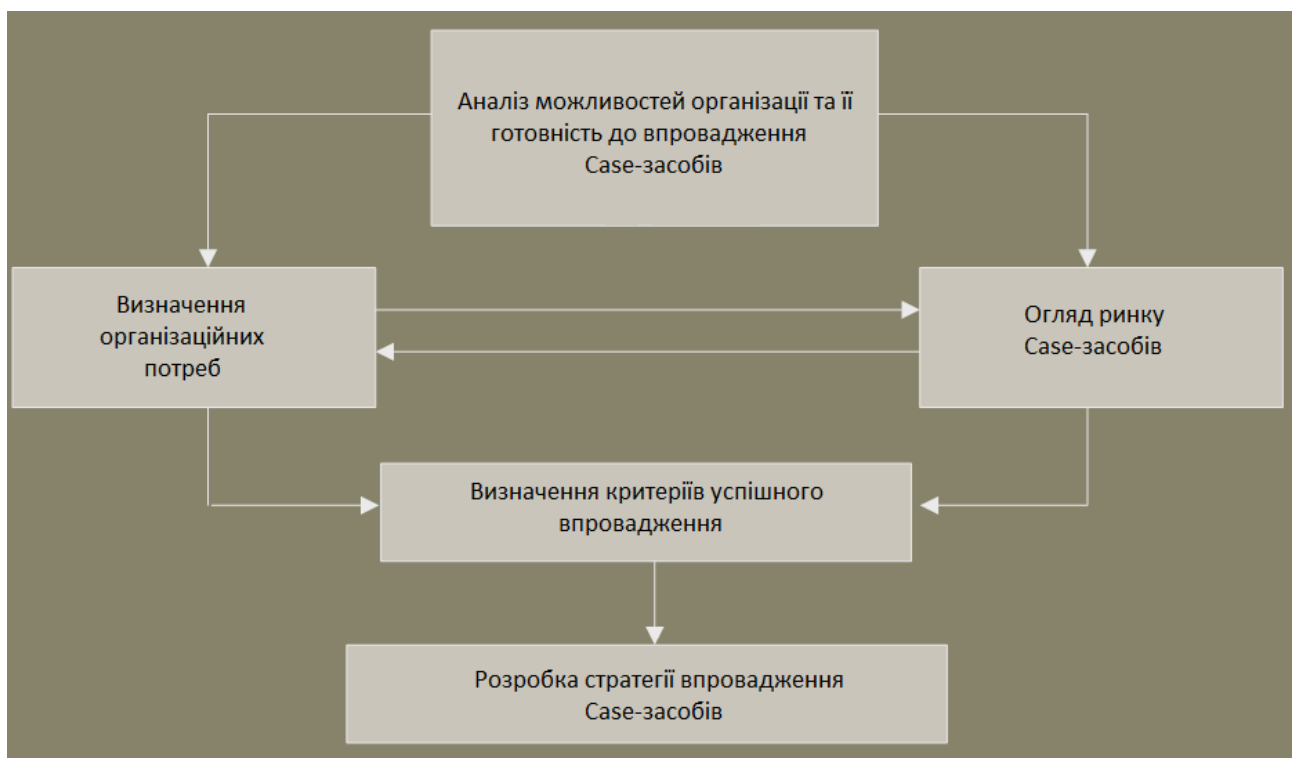 Аналіз можливостей організації та її
готовність до впровадження
Case-засобів
Визначення
організаційних
потреб
Огляд ринку
Case-засобів
Визначення критеріїв успішного
впровадження
Розробка стратегії впровадження
Case-засобів